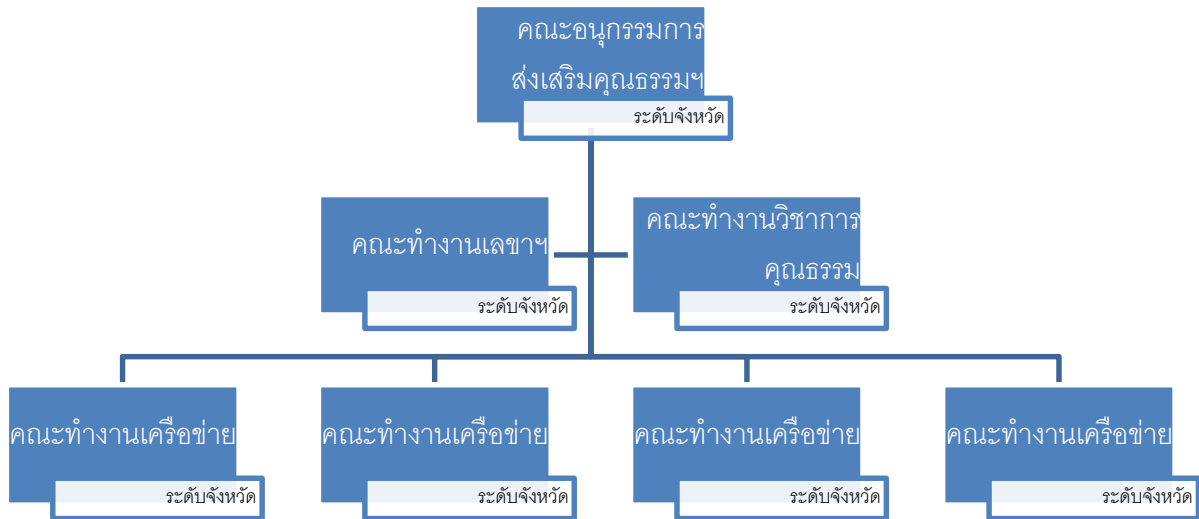 คณะอนุกรรมการ
ส่งเสริมคุณธรรมฯ
ระดับจังหวัด
คณะทำงานเลขาฯ
ระดับจังหวัด
คณะทำงานวิชาการ
คุณธรรม
ระดับจังหวัด
คณะทำงานเครือข่าย
ระดับจังหวัด
คณะทำงานเครือข่าย
ระดับจังหวัด
คณะทำงานเครือข่าย
ระดับจังหวัด
คณะทำงานเครือข่าย
ระดับจังหวัด